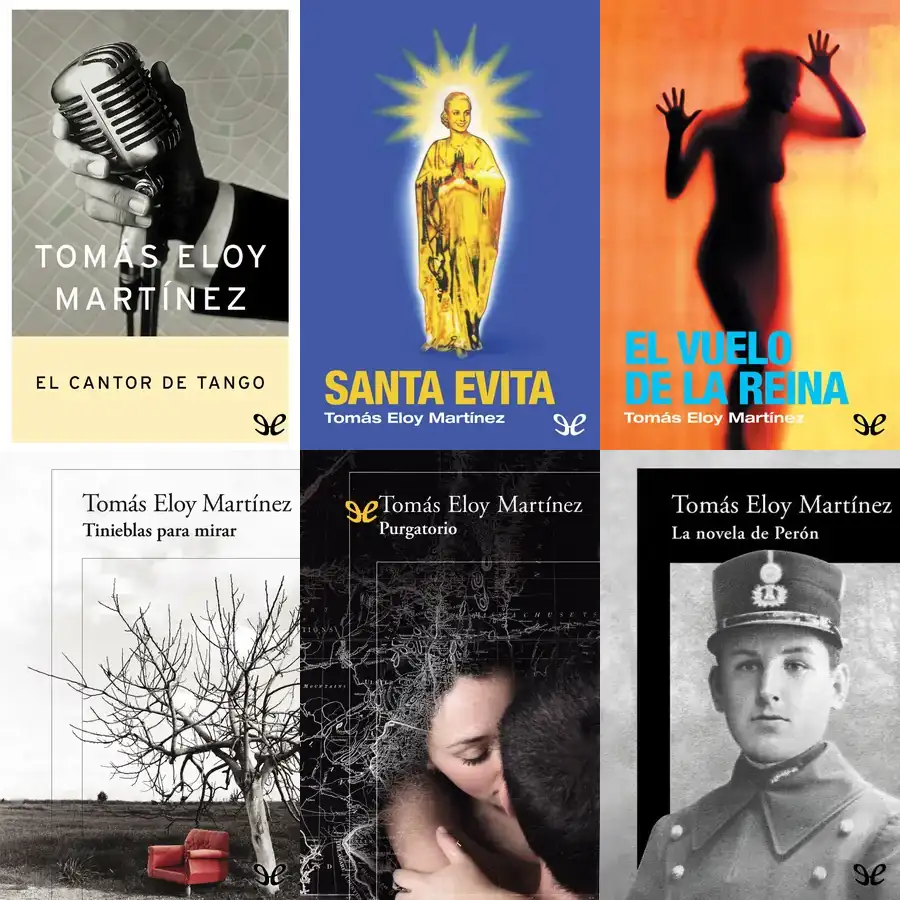 TOMÁS ELOY
MARTÍNEZ
EL CANTOR DE TANGO
SANTA EVITA
Tomás Eloy Martínez
EL VUELO
DE LA REINA
Tomás Eloy Martínez
Tomás Eloy Martínez
Tinieblas para mirar
Tomás Eloy Martínez
Purgatorio
Tomás Eloy Martínez
La novela de Perón